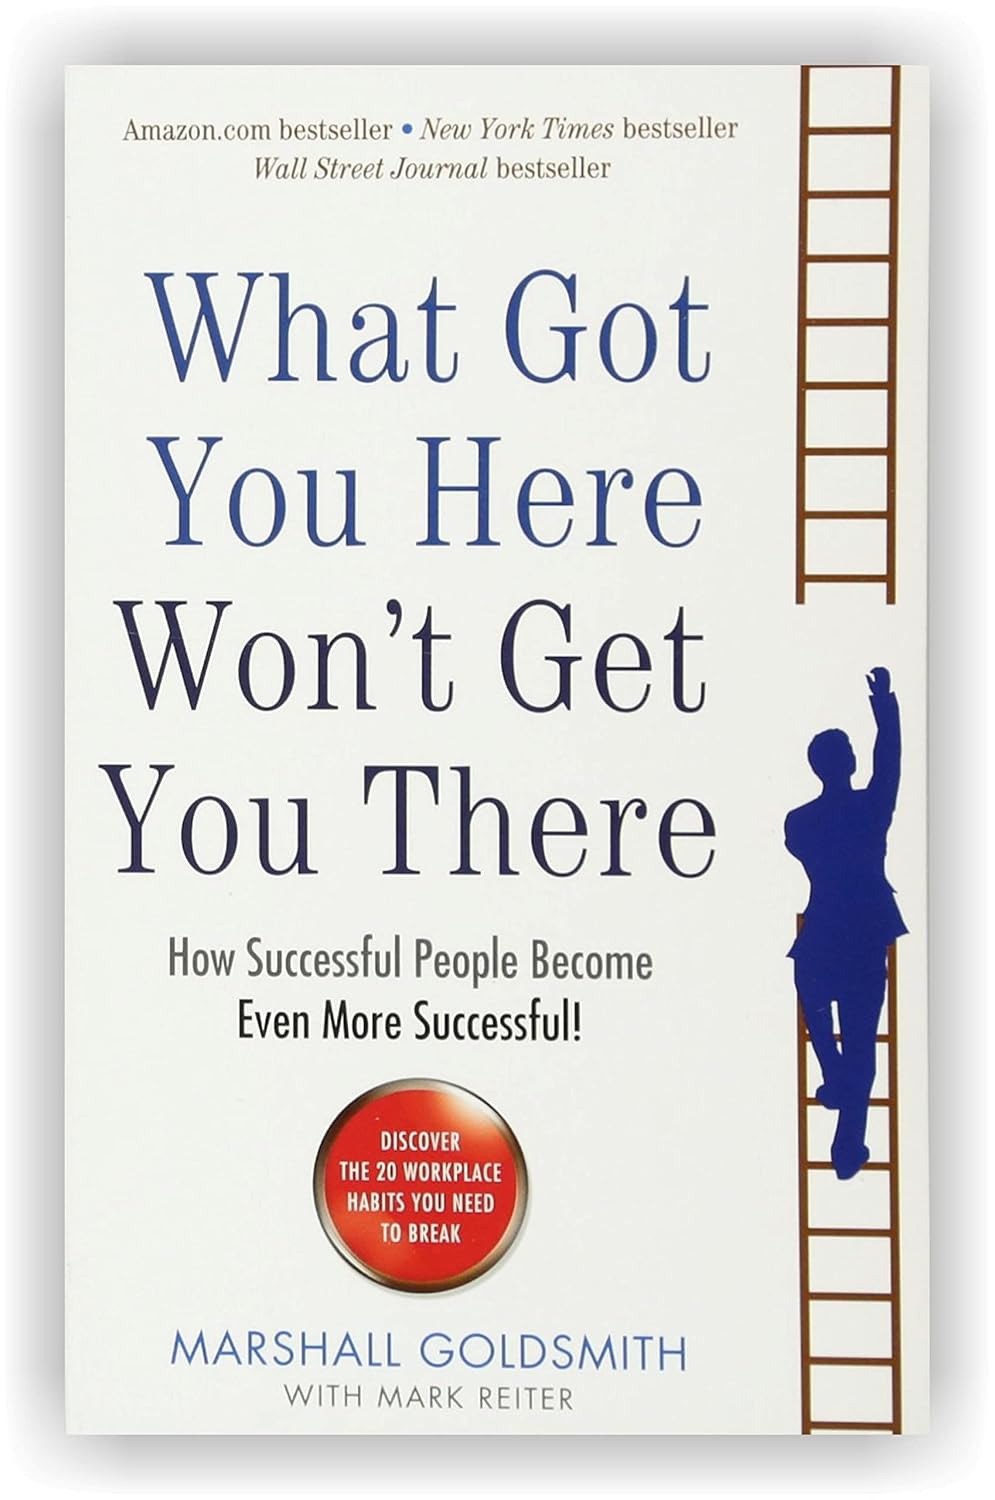 Amazon.com bestseller • New York Times bestseller
Wall Street Journal bestseller
What Got
You Here
Won't Get
You There
How Successful People Become
Even More Successful!
DISCOVER
THE 20 WORKPLACE
HABITS YOU NEED
TO BREAK
MARSHALL GOLDSMITH
WITH MARK REITER